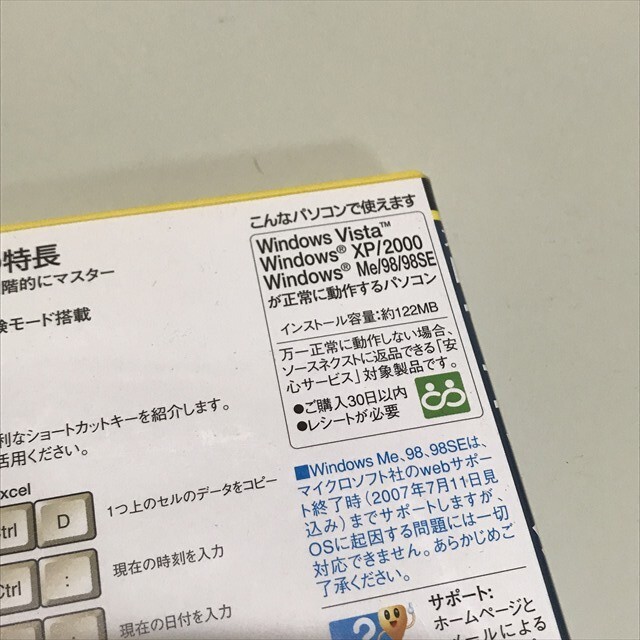 の特長
階的にマスター
験モード搭載
利なショートカットキーを紹介します。
活用ください。
xcel
trl
D
1つ上のセルのデータをコピー
Ctrl
:
現在の時刻を入力
;
現在の日付を入力
こんなパソコンで使えます
Windows Vista™
Windows® XP/2000
Windows® Me/98/98SE
が正常に動作するパソコン
インストール容量:約122MB
万一正常に動作しない場合、
ソースネクストに返品できる「安
心サービス」対象製品です。
●ご購入30日以内
●レシートが必要
■Windows Me、98、98SEは、
マイクロソフト社のwebサポー
ト終了時(2007年7月11日見
込み)までサポートしますが、
OSに起因する問題には一切
対応できません。あらかじめご
了承ください。
?
サポート:
ホームページと
メールによる